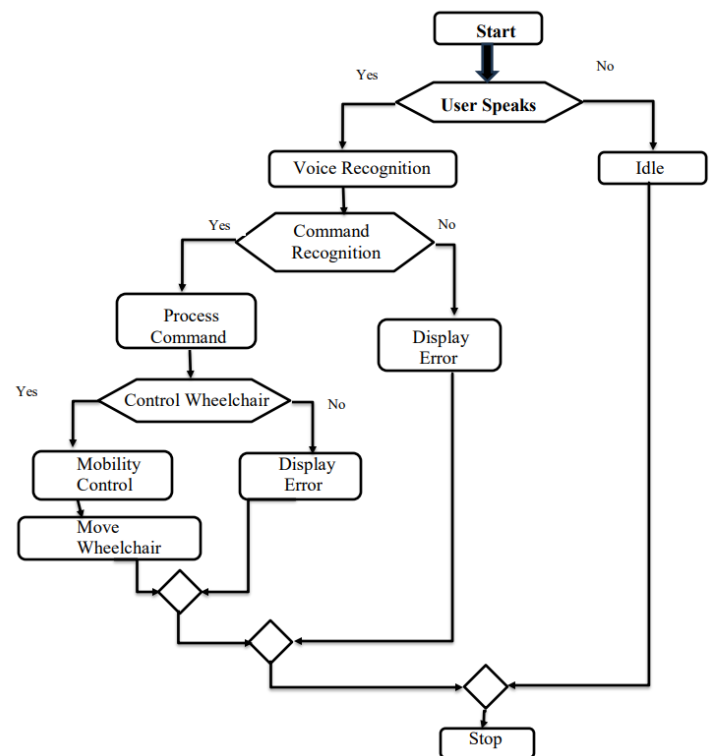 Start
Yes
No
User Speaks
Voice Recognition
Idle
Yes
No
Command
Recognition
Process
Command
Display
Error
Yes
Control Wheelchair
No
Mobility
Control
Display
Error
Move
Wheelchair
Stop